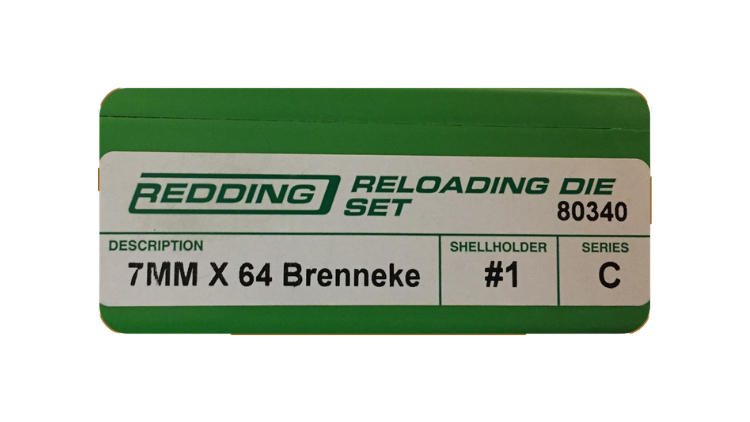 REDDING RELOADING DIE
SET 80340
DESCRIPTION SHELLHOLDER SERIES
7MM X 64 Brenneke #1 C